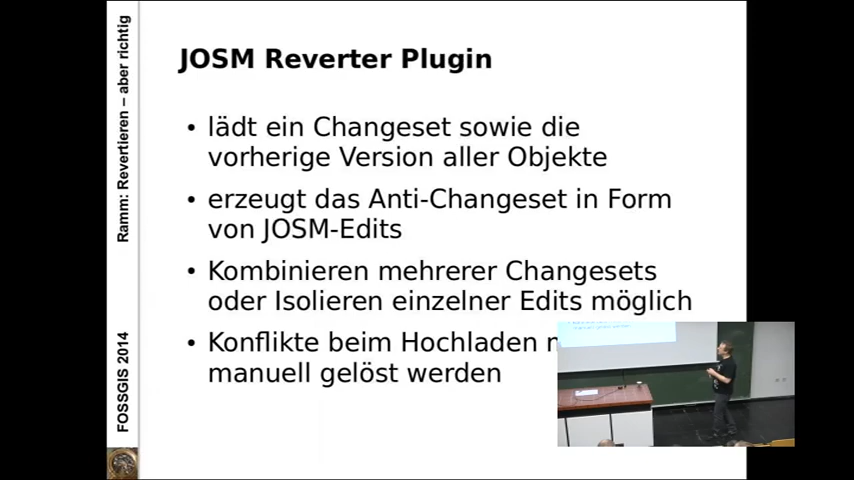 JOSM Reverter Plugin
• lädt ein Changeset sowie die
vorherige Version aller Objekte
• erzeugt das Anti-Changeset in Form
von JOSM-Edits
• Kombinieren mehrerer Changesets
oder Isolieren einzelner Edits möglich
• Konflikte beim Hochladen
manuell gelöst werden
Ramm: Revertieren – aber richtig
FOSSGIS 2014